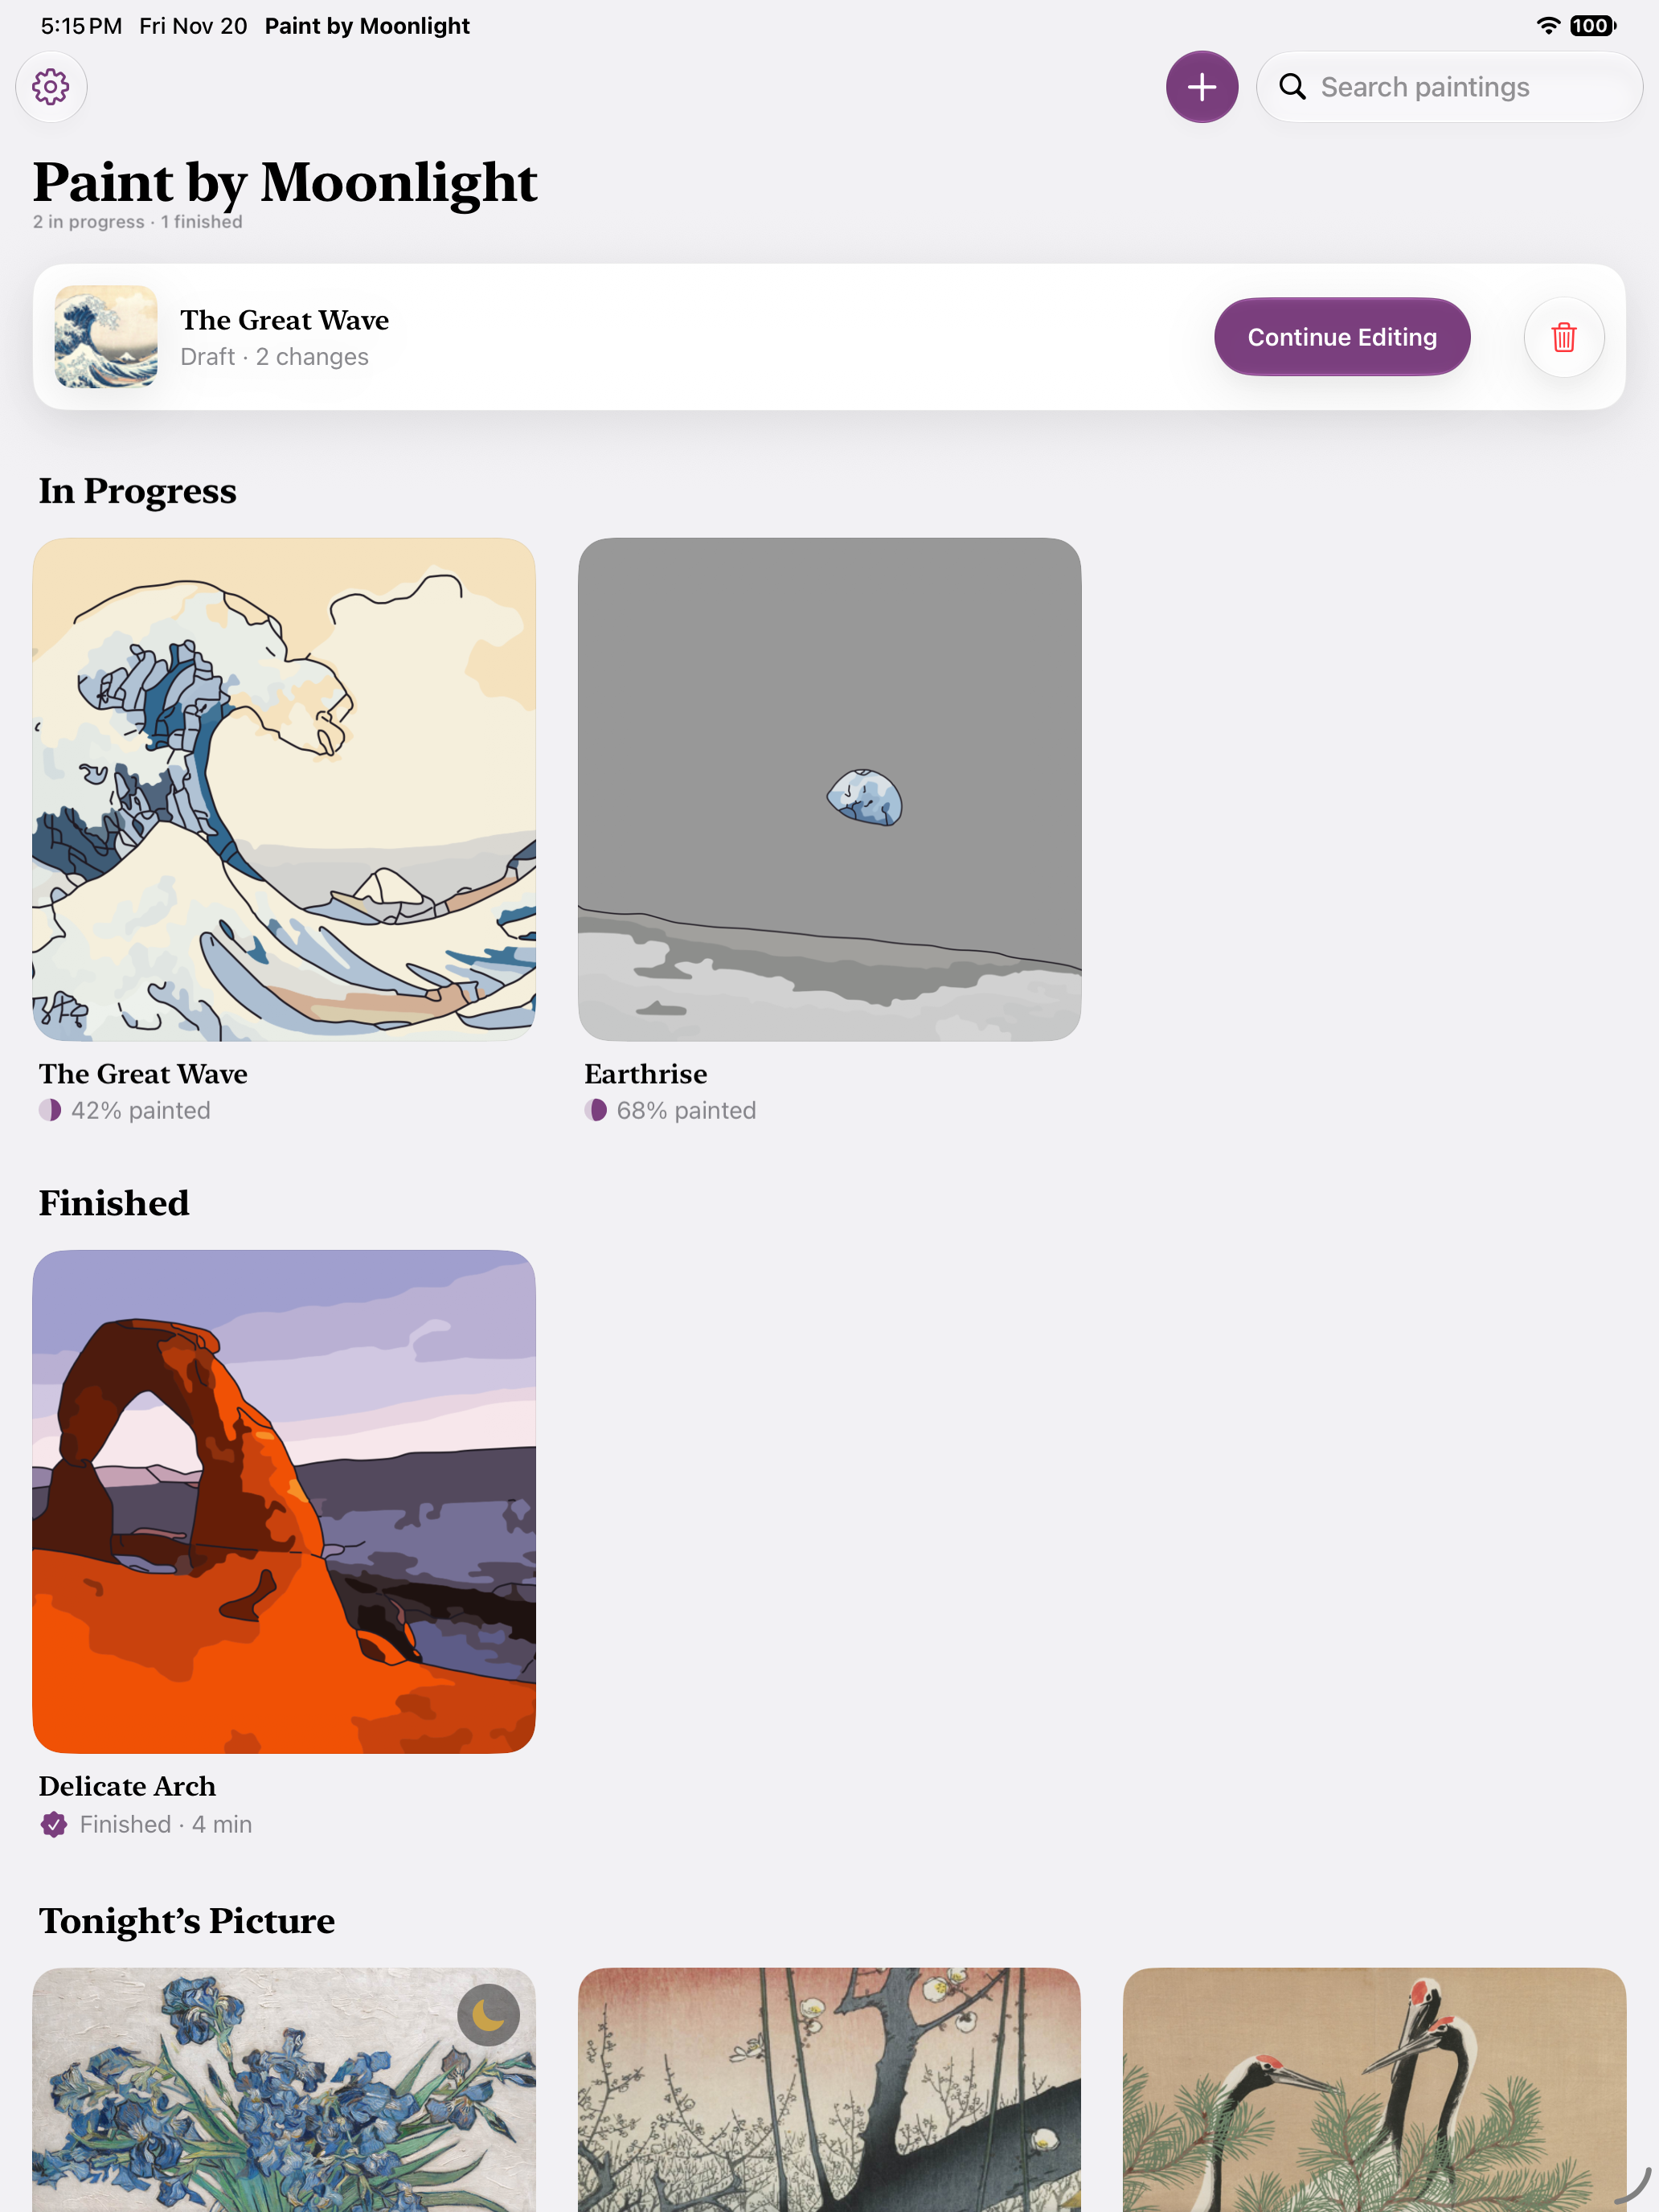 5:15 PM Fri Nov 20 Paint by Moonlight 100
Search paintings
Paint by Moonlight
2 in progress · 1 finished
The Great Wave
Draft · 2 changes
Continue Editing
In Progress
The Great Wave
42% painted
Earthrise
68% painted
Finished
Delicate Arch
Finished · 4 min
Tonight’s Picture